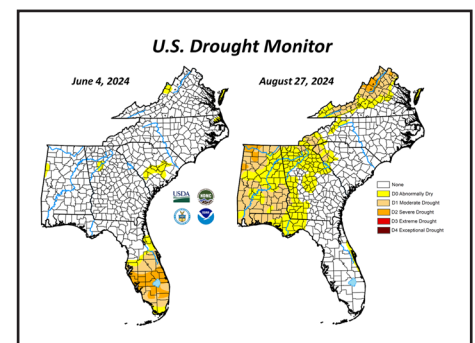 U.S. Drought Monitor
June 4, 2024
August 27, 2024
USDA
None
D0 Abnormally Dry
D1 Moderate Drought
D2 Severe Drought
D3 Extreme Drought
D4 Exceptional Drought